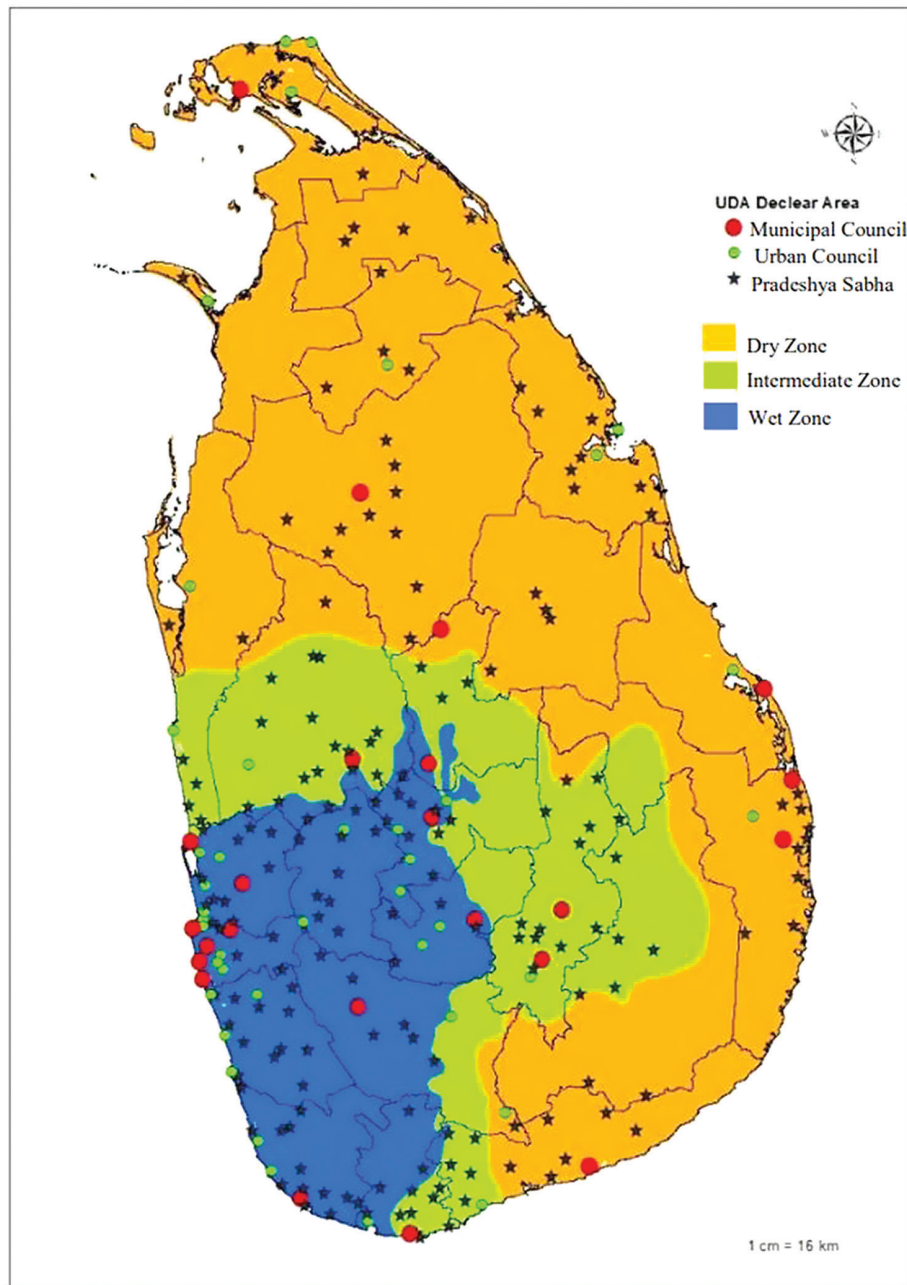 N
UDA Declear Area
Municipal Council
Urban Council
Pradeshya Sabha
Dry Zone
Intermediate Zone
Wet Zone
1 cm = 16 km